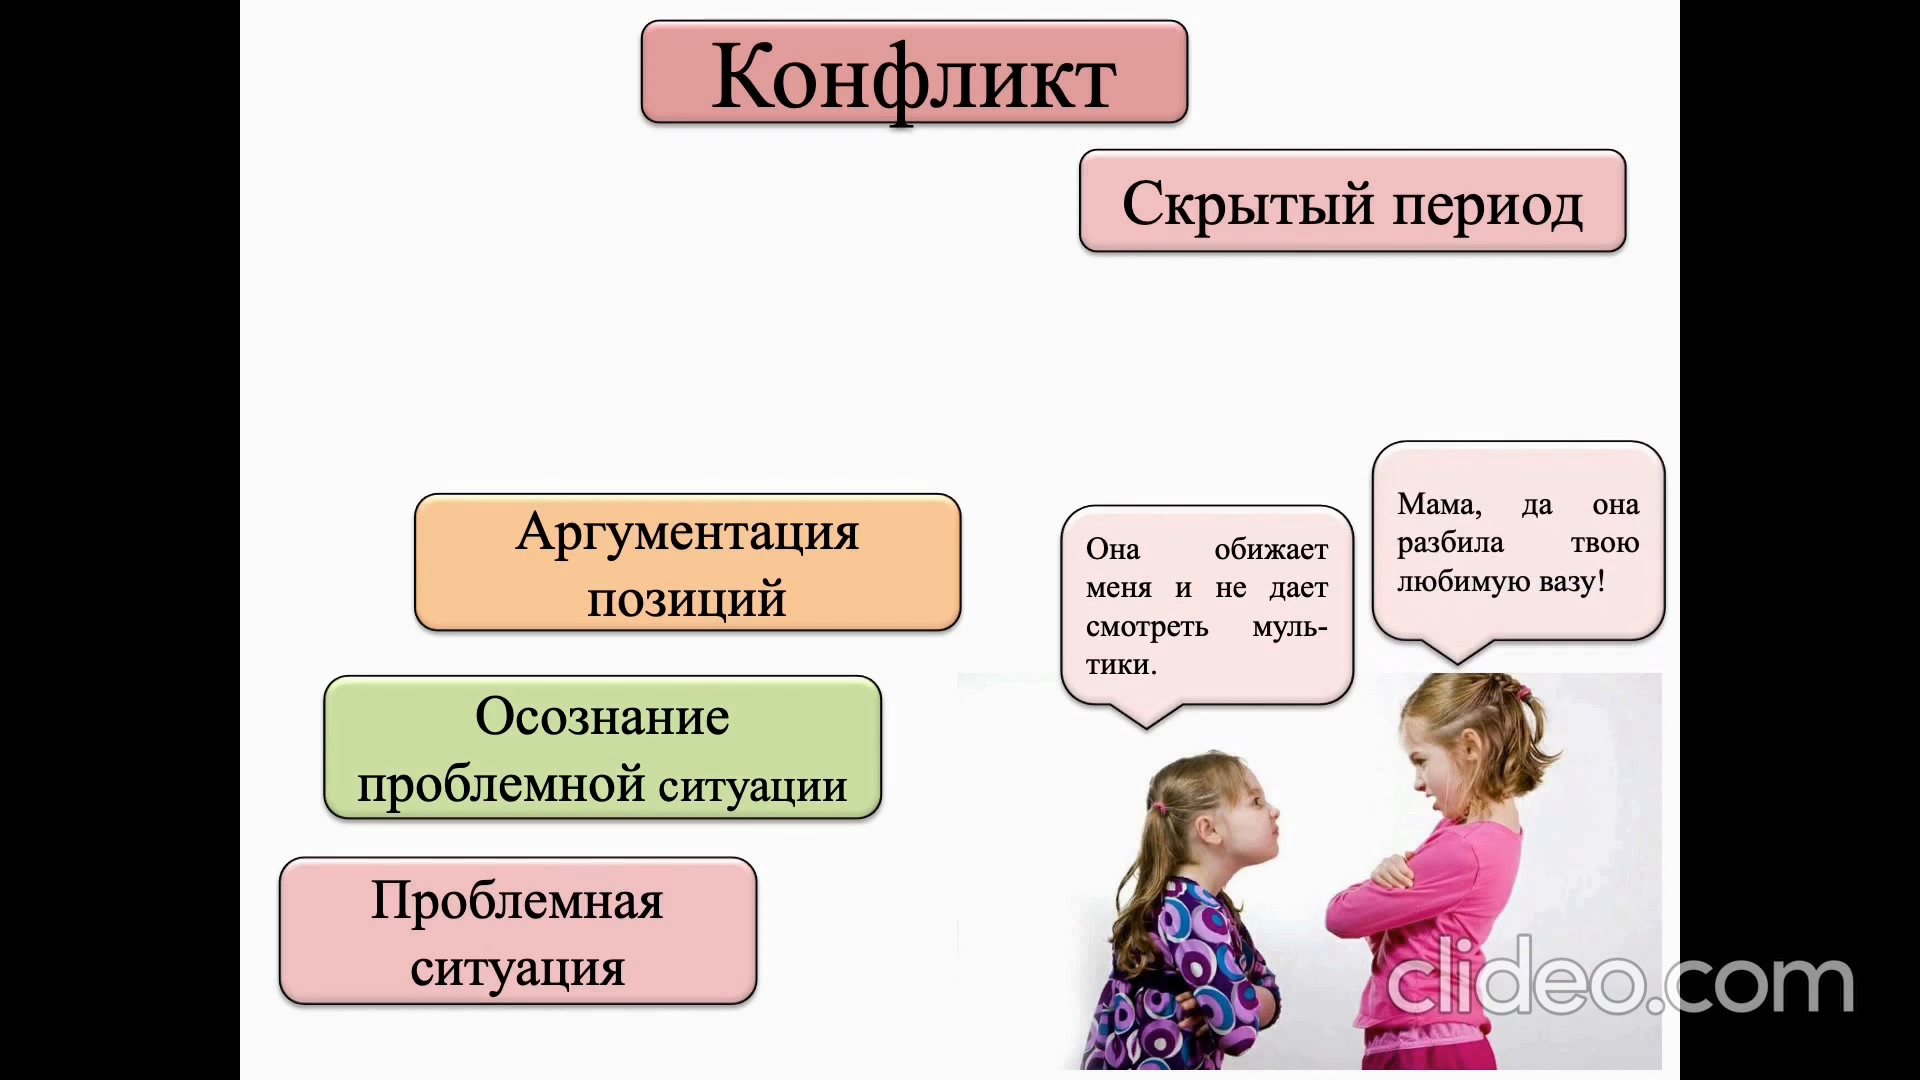 Конфликт
Скрытый период
Аргументация
позиций
Осознание
проблемной ситуации
Проблемная
ситуация
Она обижает
меня и не дает
смотреть муль-
тики.
Мама, да она
разбила твою
любимую вазу!
clideo.com